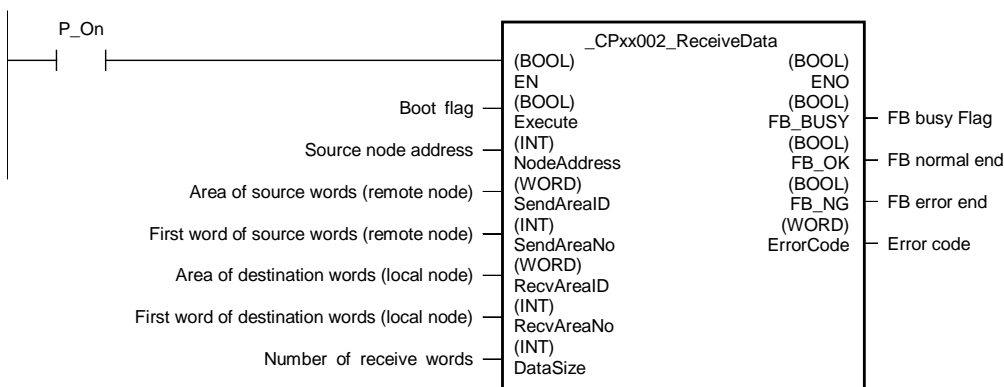 P_On
_CPxx002_ReceiveData
(BOOL) (BOOL)
EN ENO
Boot flag (BOOL) (BOOL)
Execute FB_BUSY FB busy Flag
Source node address (INT) (BOOL)
NodeAddress FB_OK FB normal end
Area of source words (remote node) (WORD) (BOOL)
SendAreaID FB_NG FB error end
First word of source words (remote node) (INT) (WORD)
SendAreaNo ErrorCode Error code
Area of destination words (local node) (WORD)
RecvAreaID
First word of destination words (local node) (INT)
RecvAreaNo
Number of receive words (INT)
DataSize